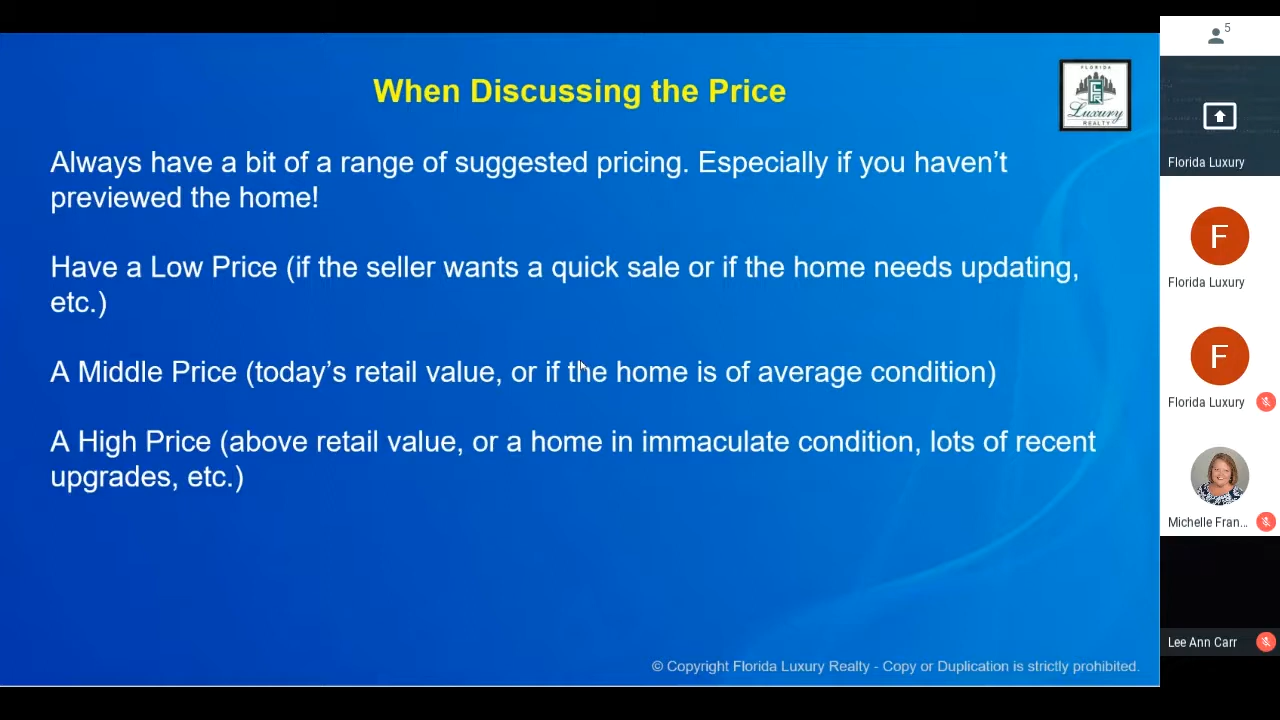 When Discussing the Price
FLORIDA
LR
Luxury
REALTY
Always have a bit of a range of suggested pricing. Especially if you haven’t
previewed the home!
Have a Low Price (if the seller wants a quick sale or if the home needs updating,
etc.)
A Middle Price (today’s retail value, or if the home is of average condition)
A High Price (above retail value, or a home in immaculate condition, lots of recent
upgrades, etc.)
© Copyright Florida Luxury Realty - Copy or Duplication is strictly prohibited.
5
Florida Luxury
F
Florida Luxury
F
Florida Luxury
Michelle Fran...
Lee Ann Carr